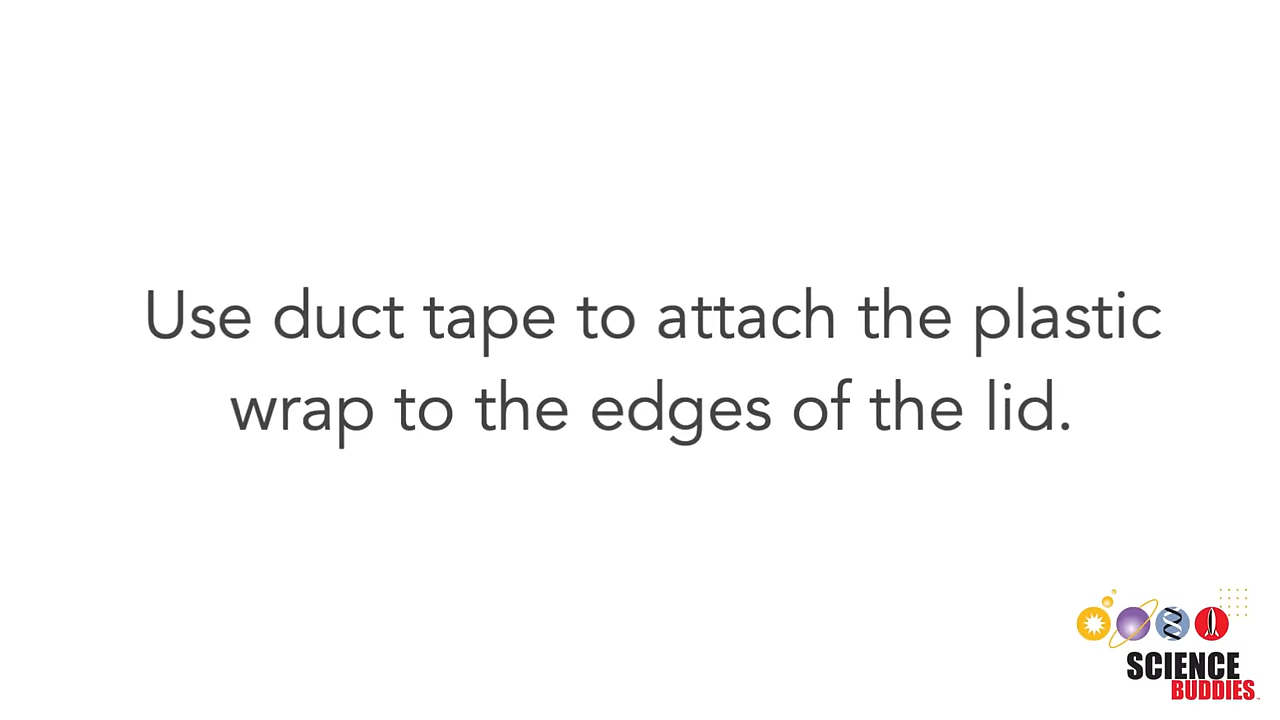 Use duct tape to attach the plastic
wrap to the edges of the lid.
SCIENCE
BUDDIES